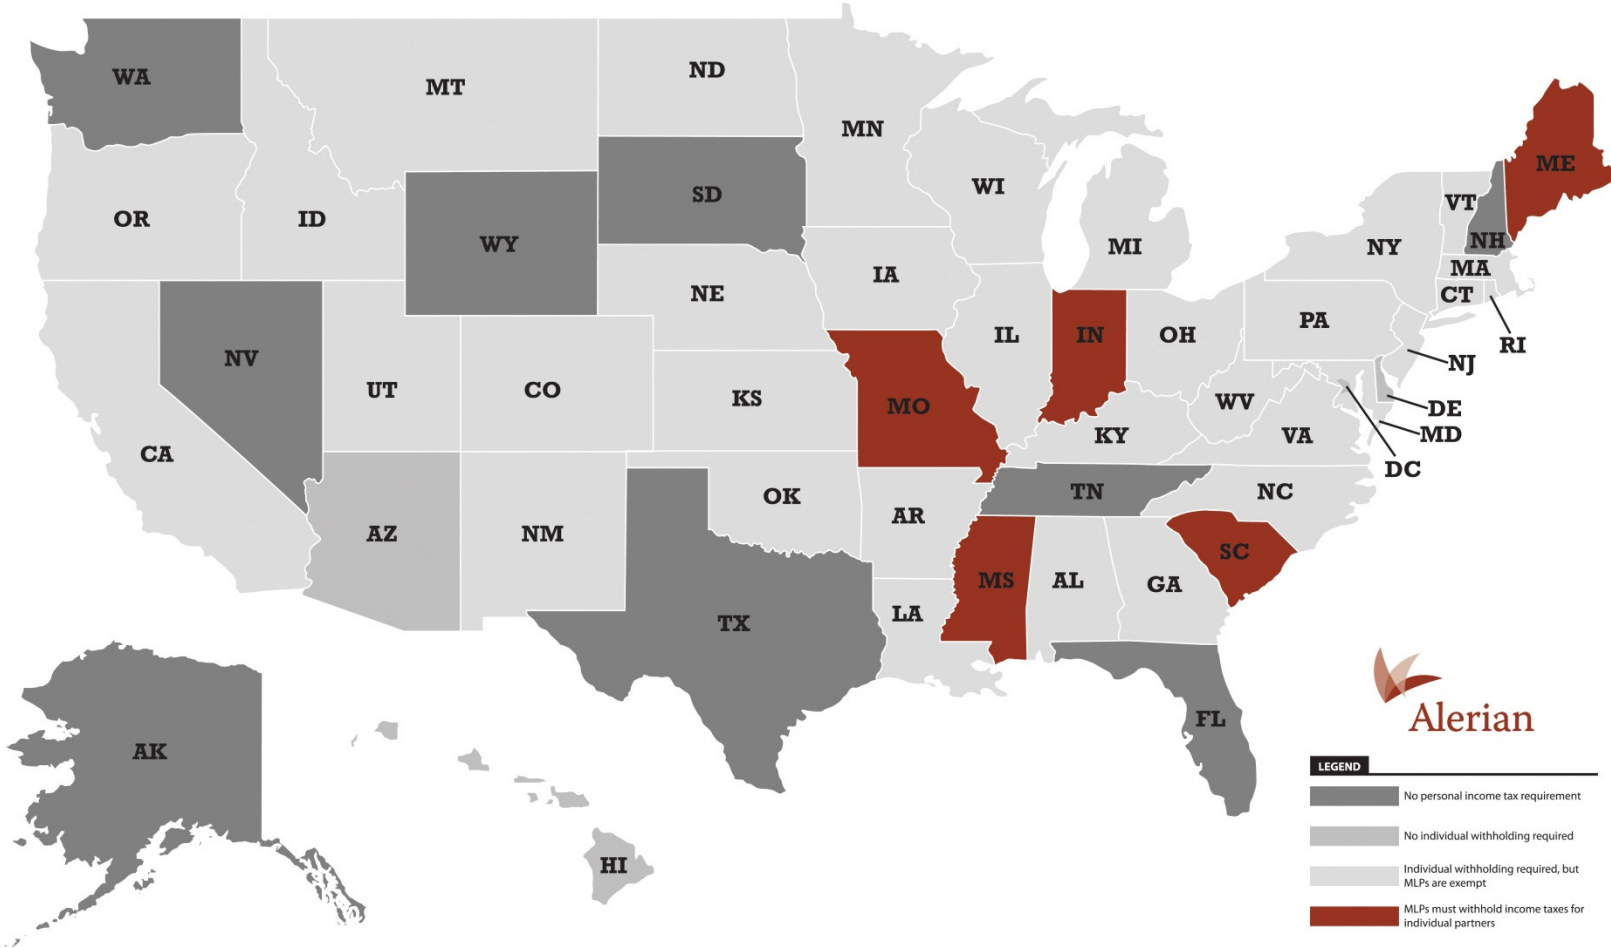 WA
MT
ND
MN
OR
ID
WY
SD
WI
MI
NY
VT
NH
ME
MA
CT
RI
NV
UT
CO
NE
IA
IL
IN
OH
PA
NJ
CA
KS
MO
KY
WV
VA
DE
MD
DC
AZ
NM
OK
AR
TN
NC
SC
TX
LA
MS
AL
GA
FL
AK
HI
Alerian
LEGEND
No personal income tax requirement
No individual withholding required
Individual withholding required, but
MLPs are exempt
MLPs must withhold income taxes for
individual partners